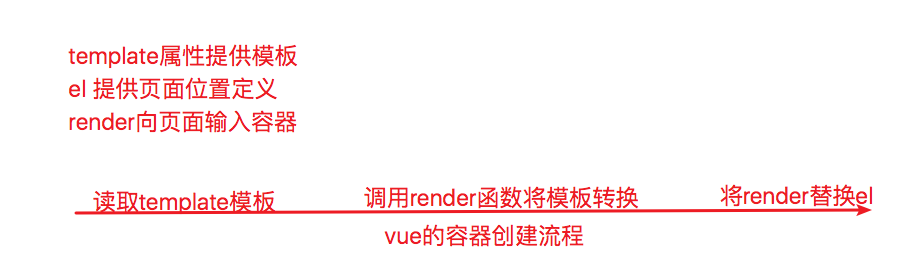 template属性提供模板
el 提供页面位置定义
render向页面输入容器
读取template模板
调用render函数将模板转换
将render替换el
vue的容器创建流程